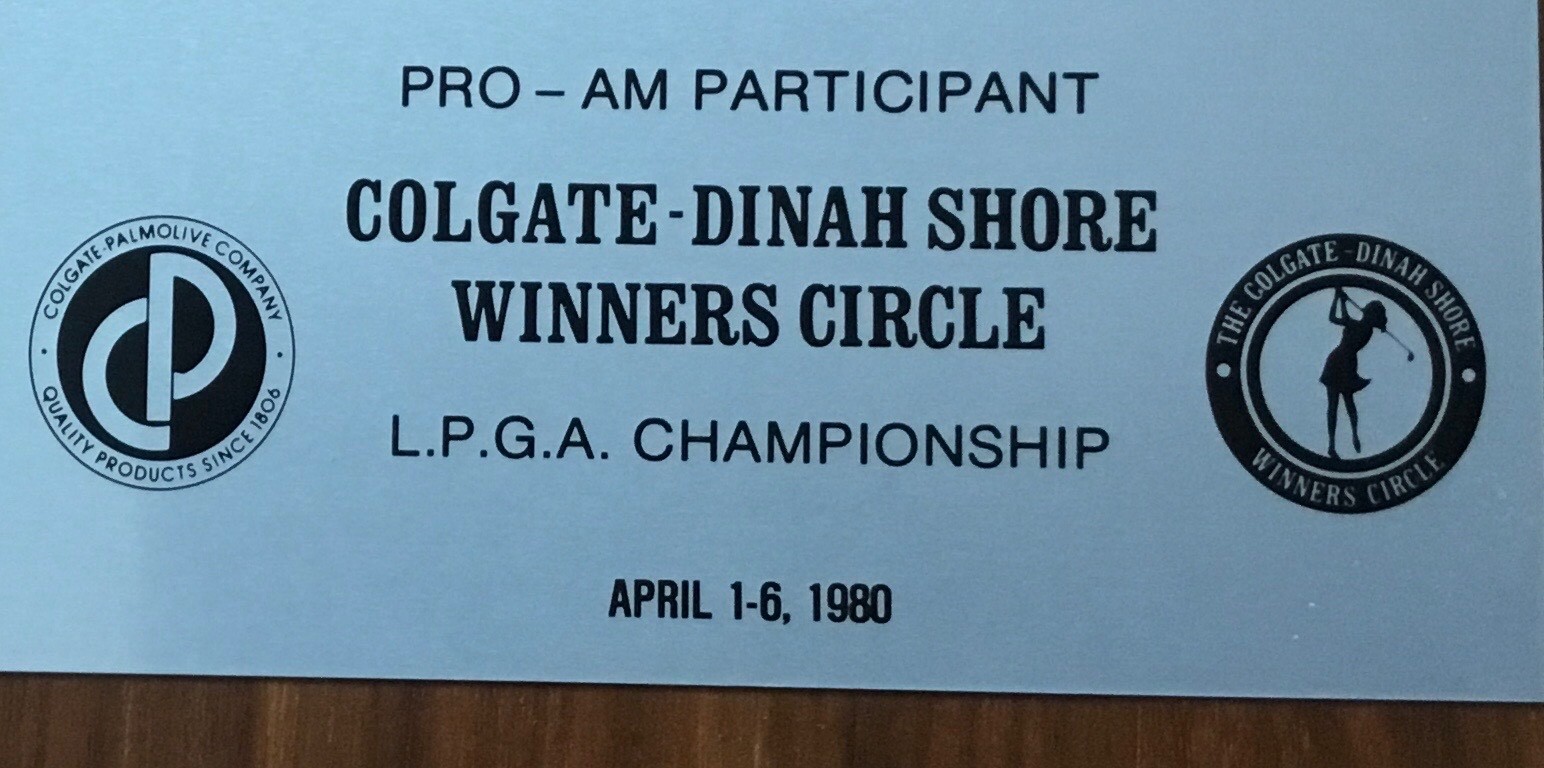 PRO – AM PARTICIPANT
COLGATE-DINAH SHORE
WINNERS CIRCLE
L.P.G.A. CHAMPIONSHIP
APRIL 1-6, 1980
COLGATE-PALMOLIVE COMPANY
• QUALITY PRODUCTS SINCE 1806 •
CP
THE COLGATE-DINAH SHORE
• WINNERS CIRCLE •